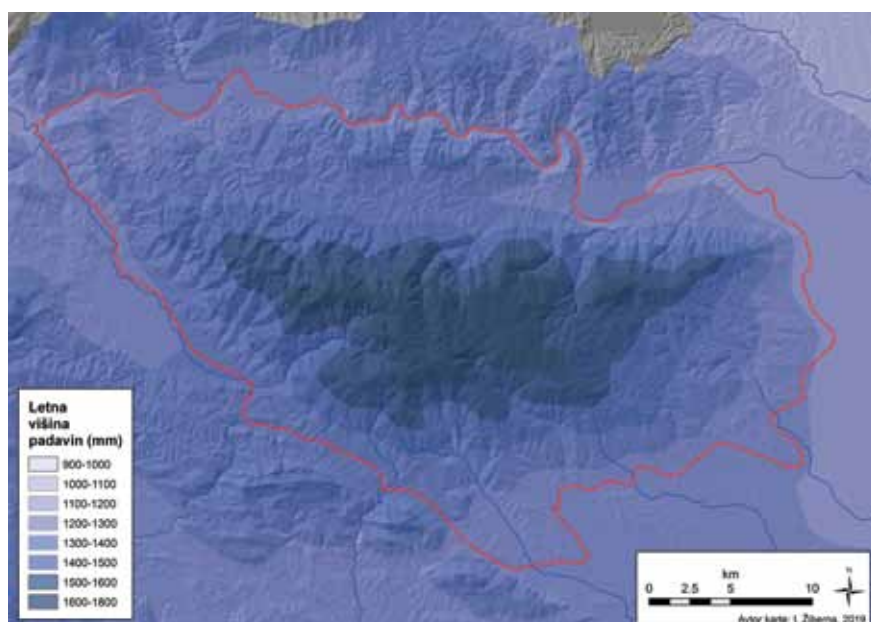 Letna
višina
padavin (mm)
900-1000
1000-1100
1100-1200
1200-1300
1300-1400
1400-1500
1500-1600
1600-1800
km
N
0 2.5 5 10
Avtor karte: I. Žiberna, 2019